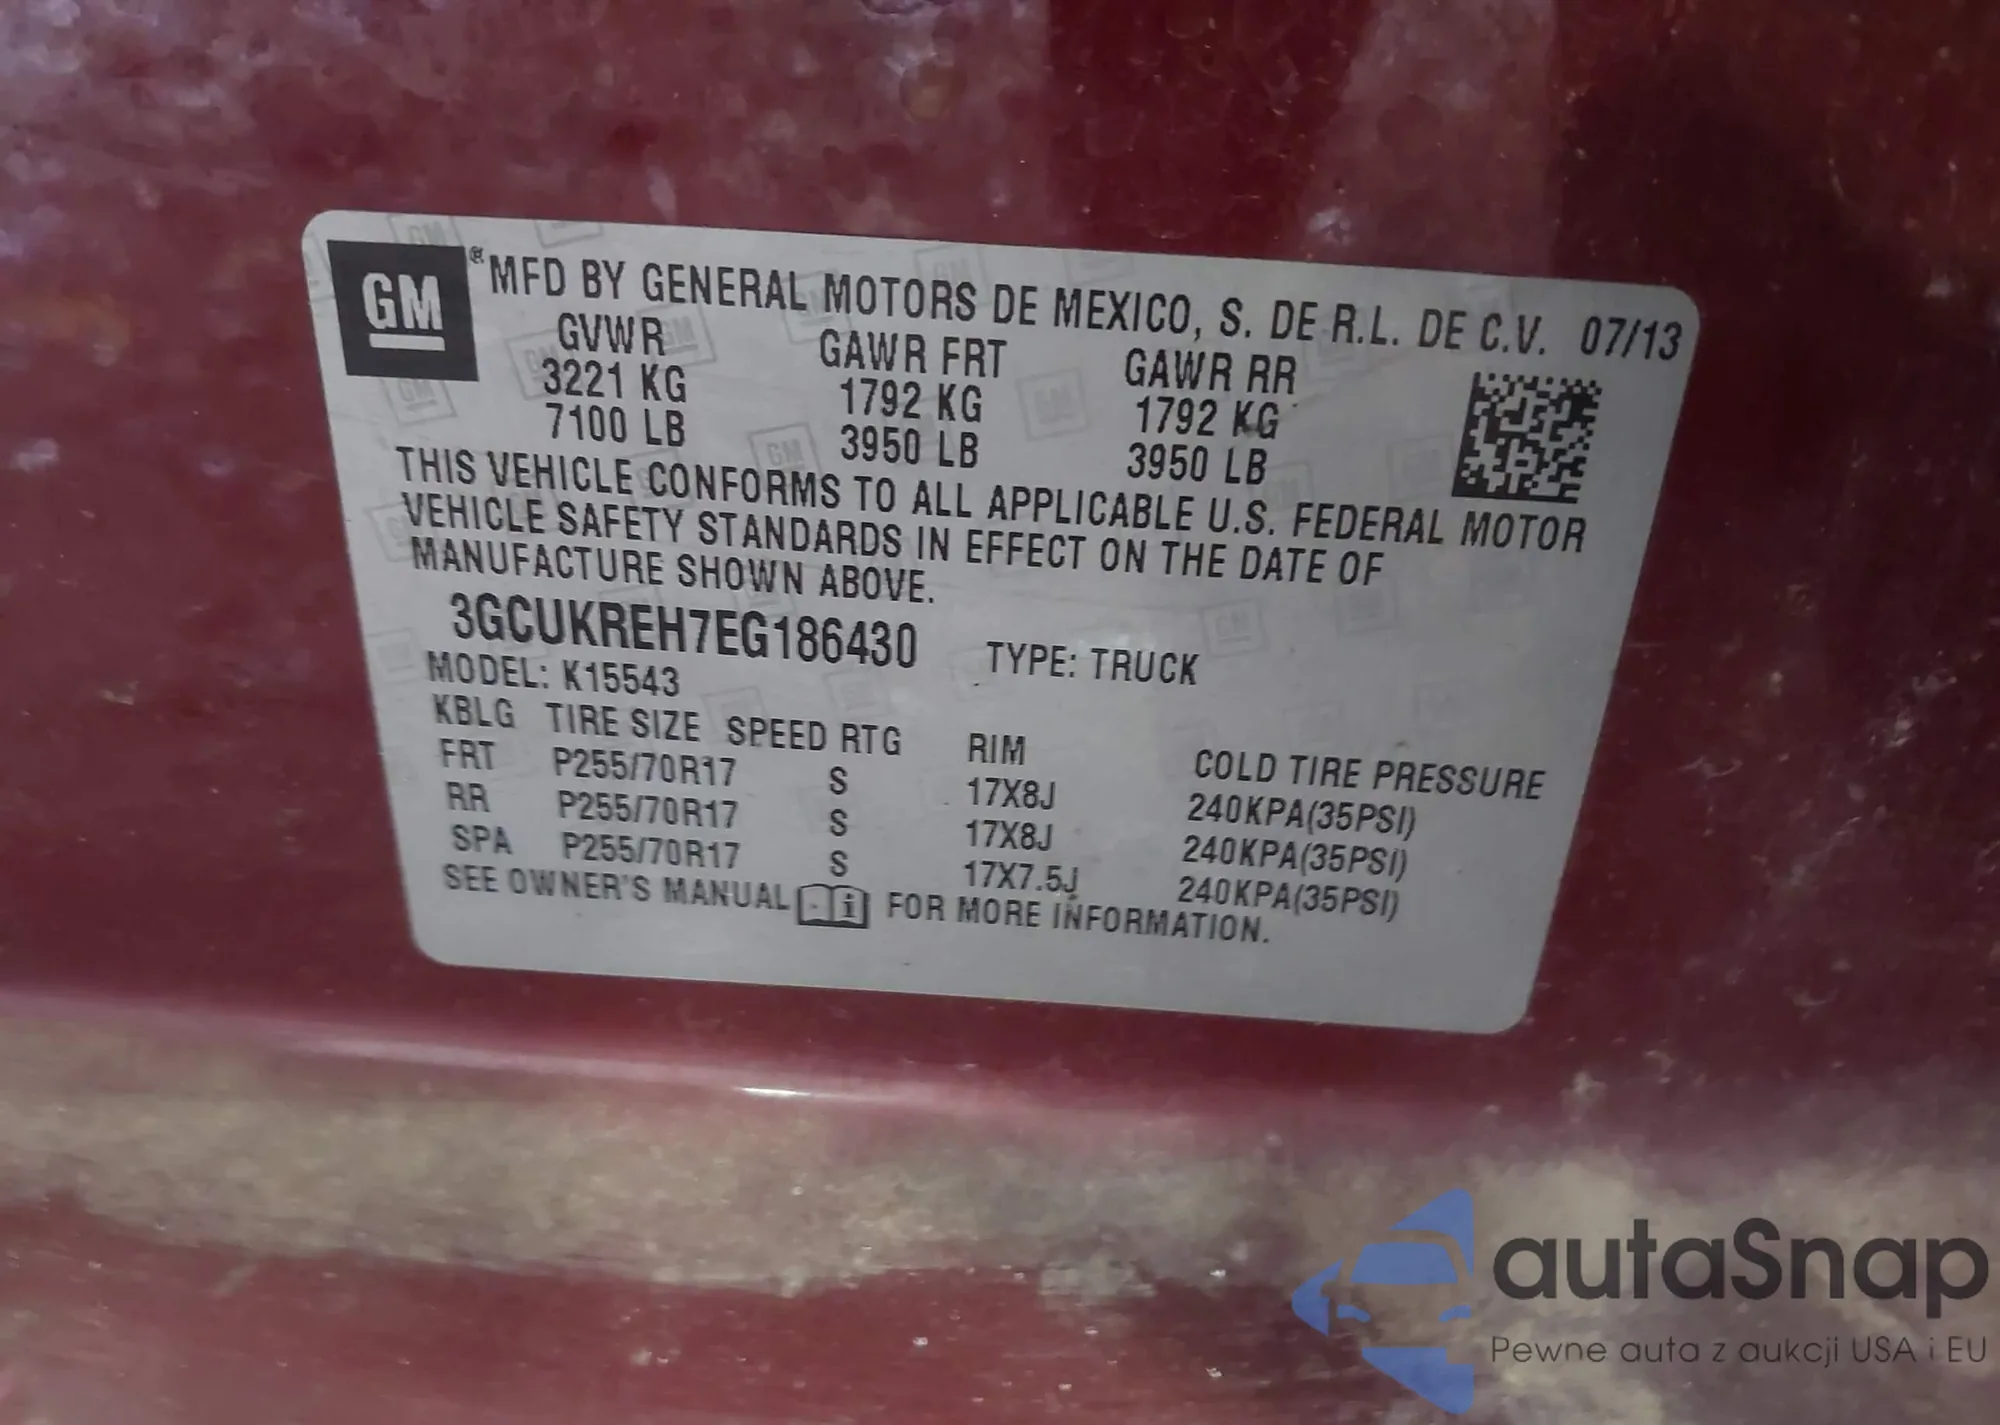 GM® MFD BY GENERAL MOTORS DE MEXICO, S. DE R.L. DE C.V. 07/13
GVWR GAWR FRT GAWR RR
3221 KG 1792 KG 1792 KG
7100 LB 3950 LB 3950 LB
THIS VEHICLE CONFORMS TO ALL APPLICABLE U.S. FEDERAL MOTOR
VEHICLE SAFETY STANDARDS IN EFFECT ON THE DATE OF
MANUFACTURE SHOWN ABOVE.
3GCUKREH7EG186430 TYPE: TRUCK
MODEL: K15543
KBLG TIRE SIZE SPEED RTG RIM COLD TIRE PRESSURE
FRT P255/70R17 S 17X8J 240KPA(35PSI)
RR P255/70R17 S 17X8J 240KPA(35PSI)
SPA P255/70R17 S 17X7.5J 240KPA(35PSI)
SEE OWNER'S MANUAL i FOR MORE INFORMATION.
autaSnap
Pewne auta z aukcji USA i EU